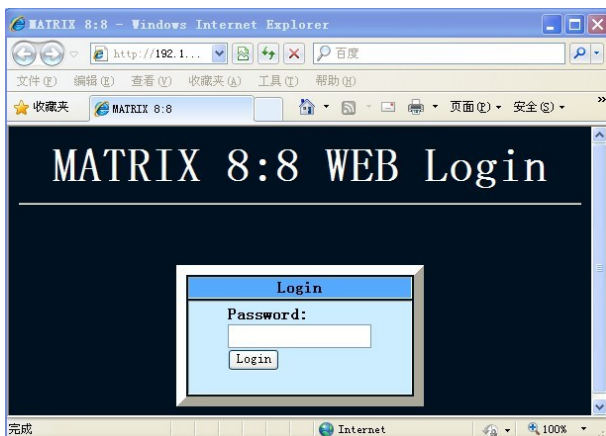 MATRIX 8:8 - Windows Internet Explorer
http://192.1... 百度
文件(F) 编辑(E) 查看(V) 收藏夹(A) 工具(T) 帮助(H)
收藏夹 MATRIX 8:8 页面(P) 安全(S) »
MATRIX 8:8 WEB Login
Login
Password:
Login
完成 Internet 100%